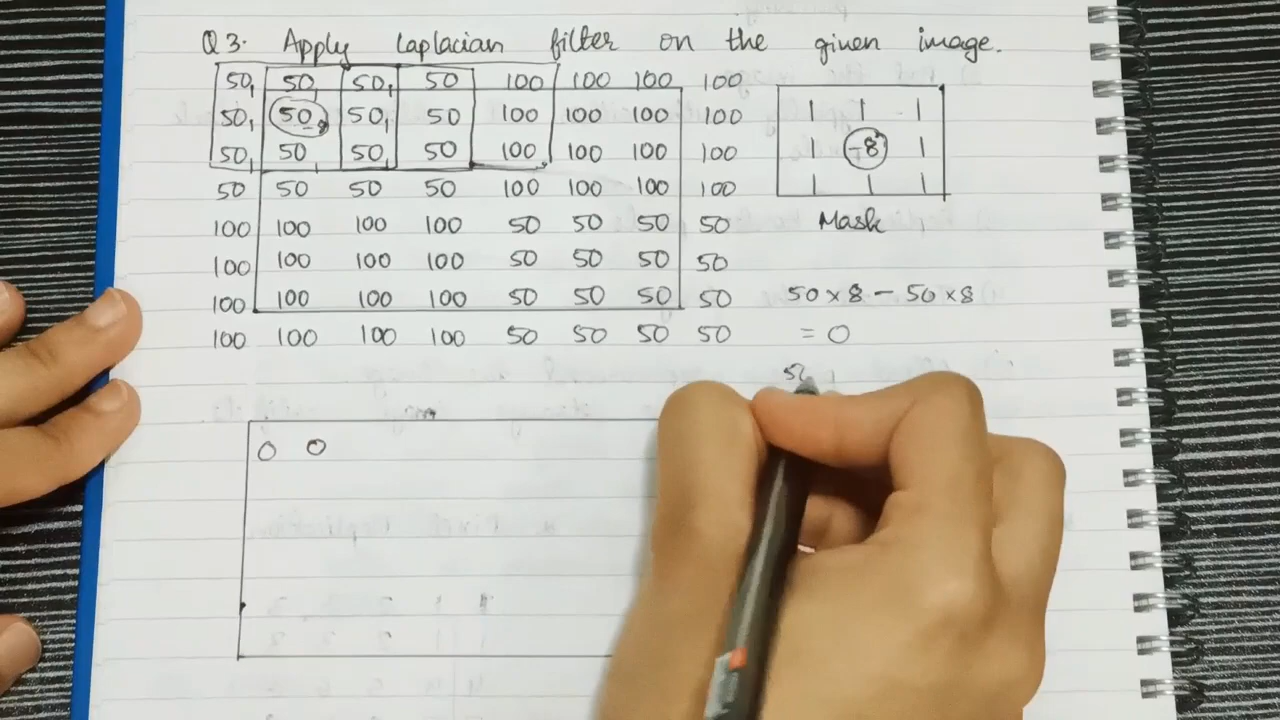 Q3. Apply Laplacian filter on the given image.
50, 50, 50, 50 100 100 100 100
50, 50 50, 50 100 100 100 100
50, 50, 50, 50 100 100 100 100
50 50 50 50 100 100 100 100
100 100 100 100 50 50 50 50
100 100 100 100 50 50 50 50
100 100 100 100 50 50 50 50
100 100 100 100 50 50 50 50
1 1 1
1 -8 1
1 1 1
Mask
50 x 8 - 50 x 8
= 0
0 0